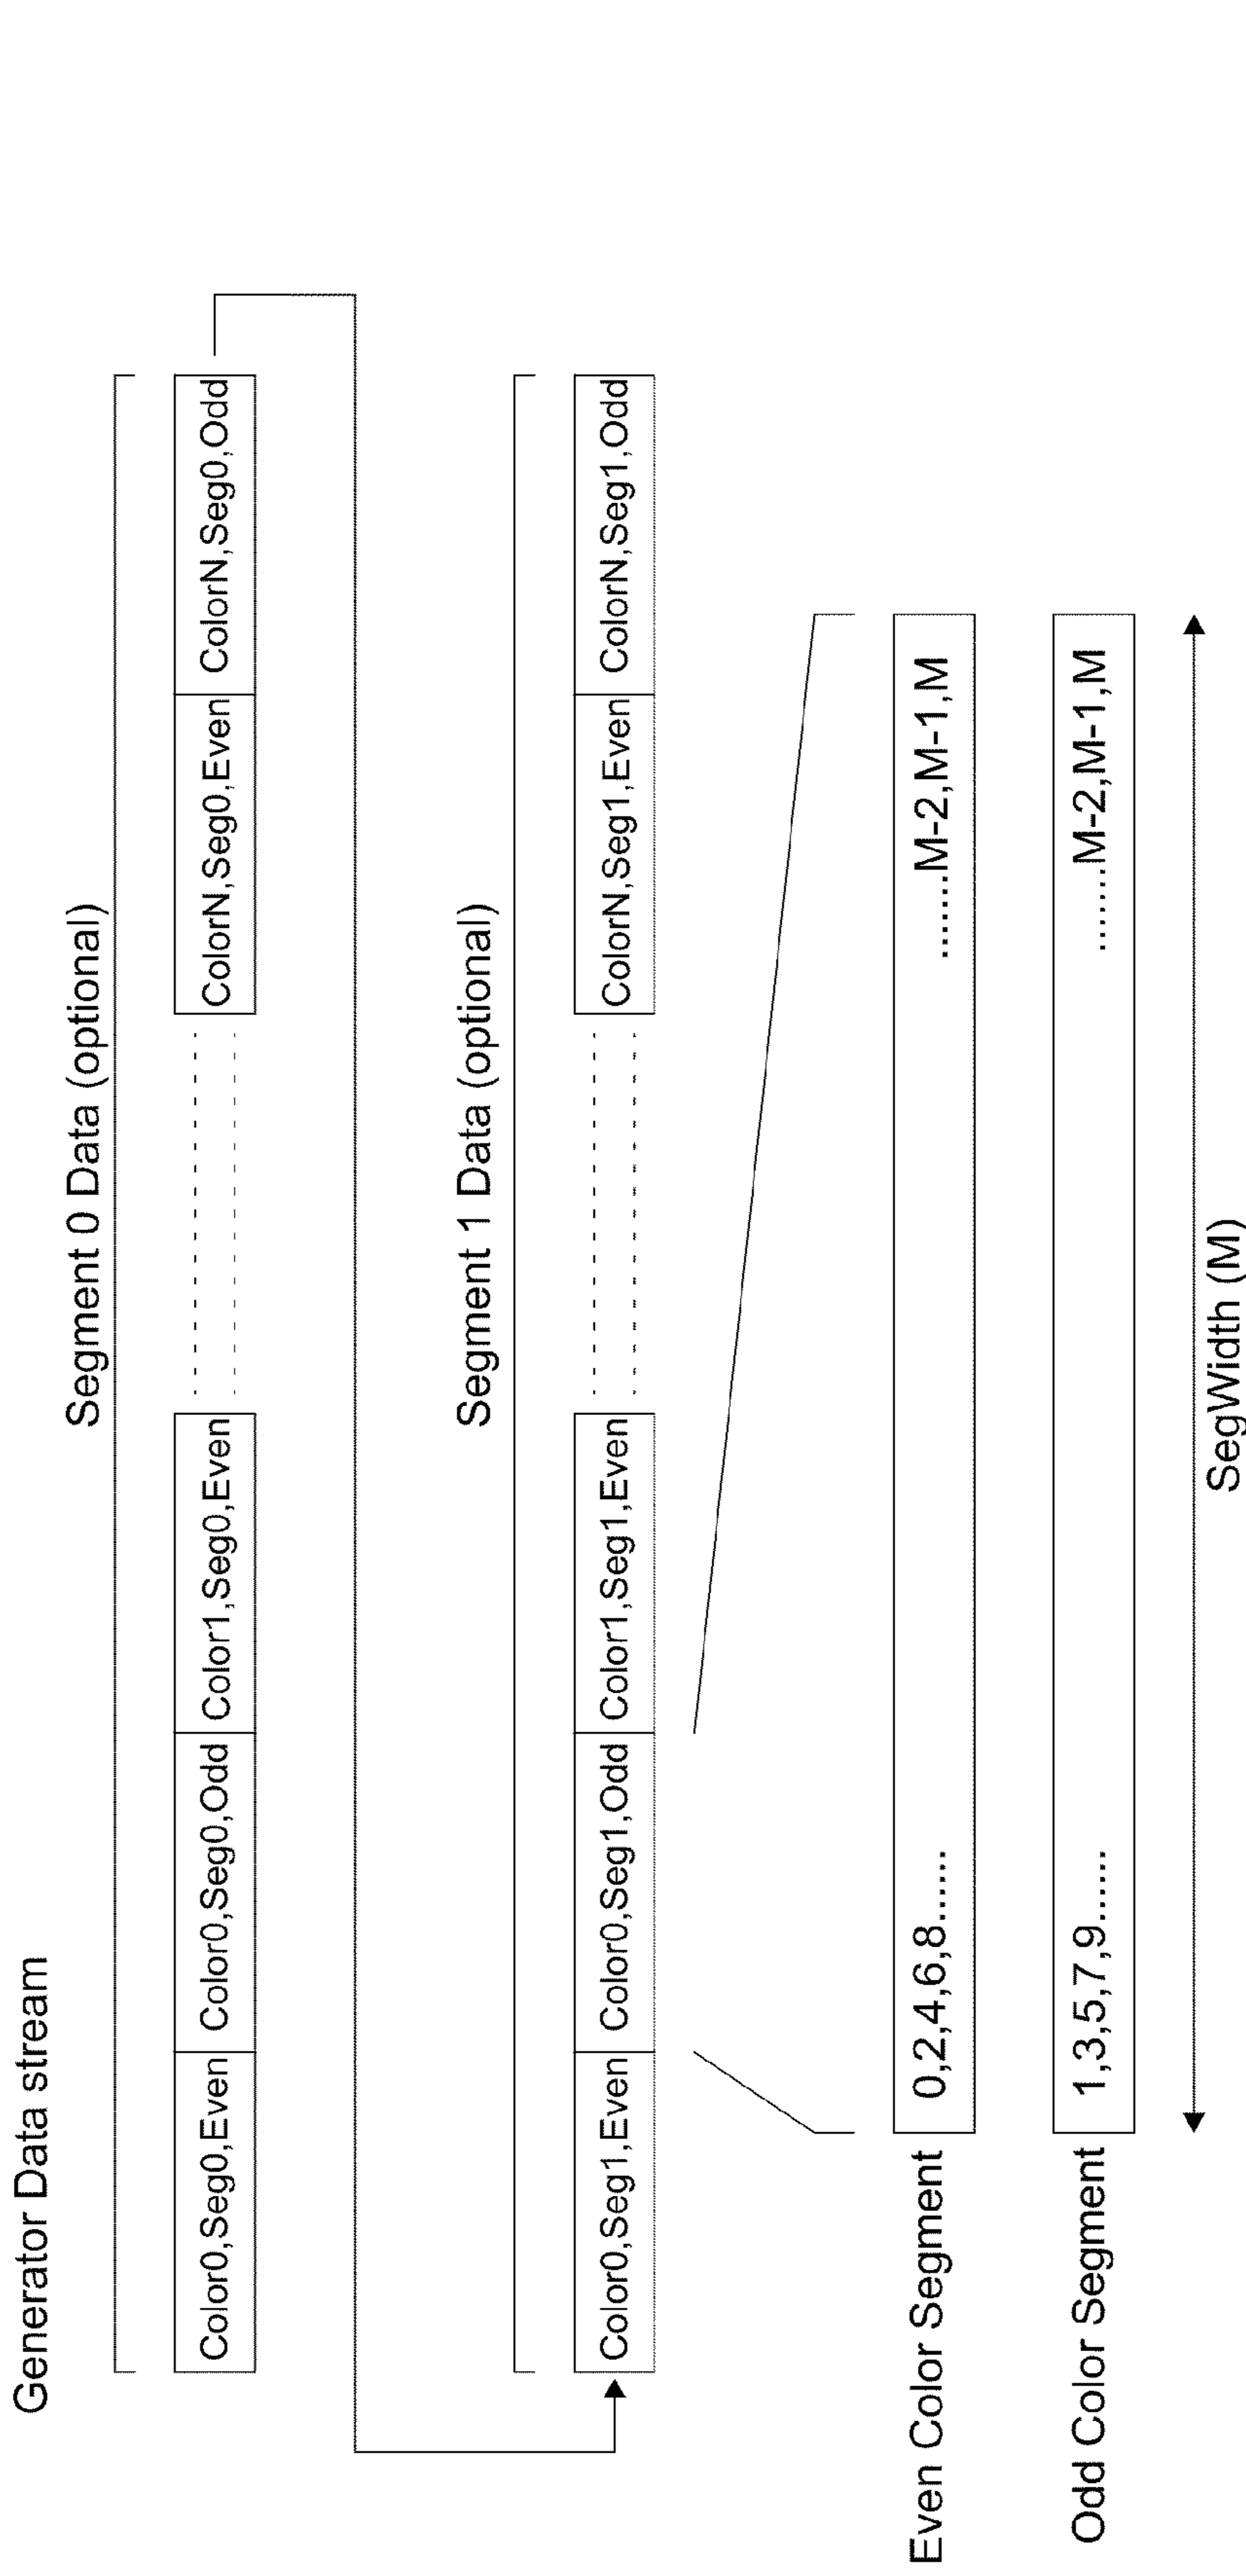 Generator Data stream
Segment 0 Data (optional)
Color0,Seg0,Even Color0,Seg0,Odd Color1,Seg0,Even ColorN,Seg0,Even ColorN,Seg0,Odd
Segment 1 Data (optional)
Color0,Seg1,Even Color0,Seg1,Odd Color1,Seg1,Even ColorN,Seg1,Even ColorN,Seg1,Odd
Even Color Segment 0,2,4,6,8...... .......M-2,M-1,M
Odd Color Segment 1,3,5,7,9...... .......M-2,M-1,M
SegWidth (M)